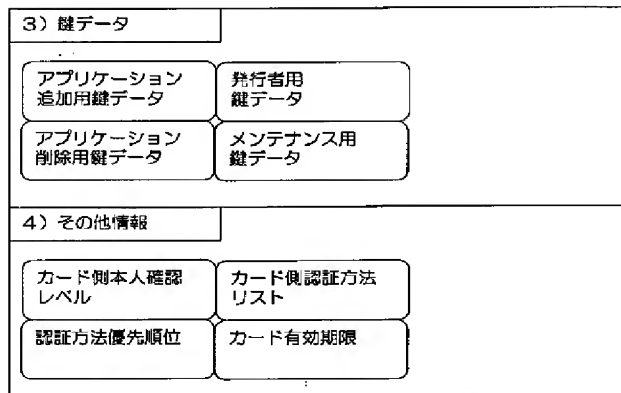 3）鍵データ
アプリケーション
追加用鍵データ
発行者用
鍵データ
アプリケーション
削除用鍵データ
メンテナンス用
鍵データ
4）その他情報
カード側本人確認
レベル
カード側認証方法
リスト
認証方法優先順位
カード有効期限